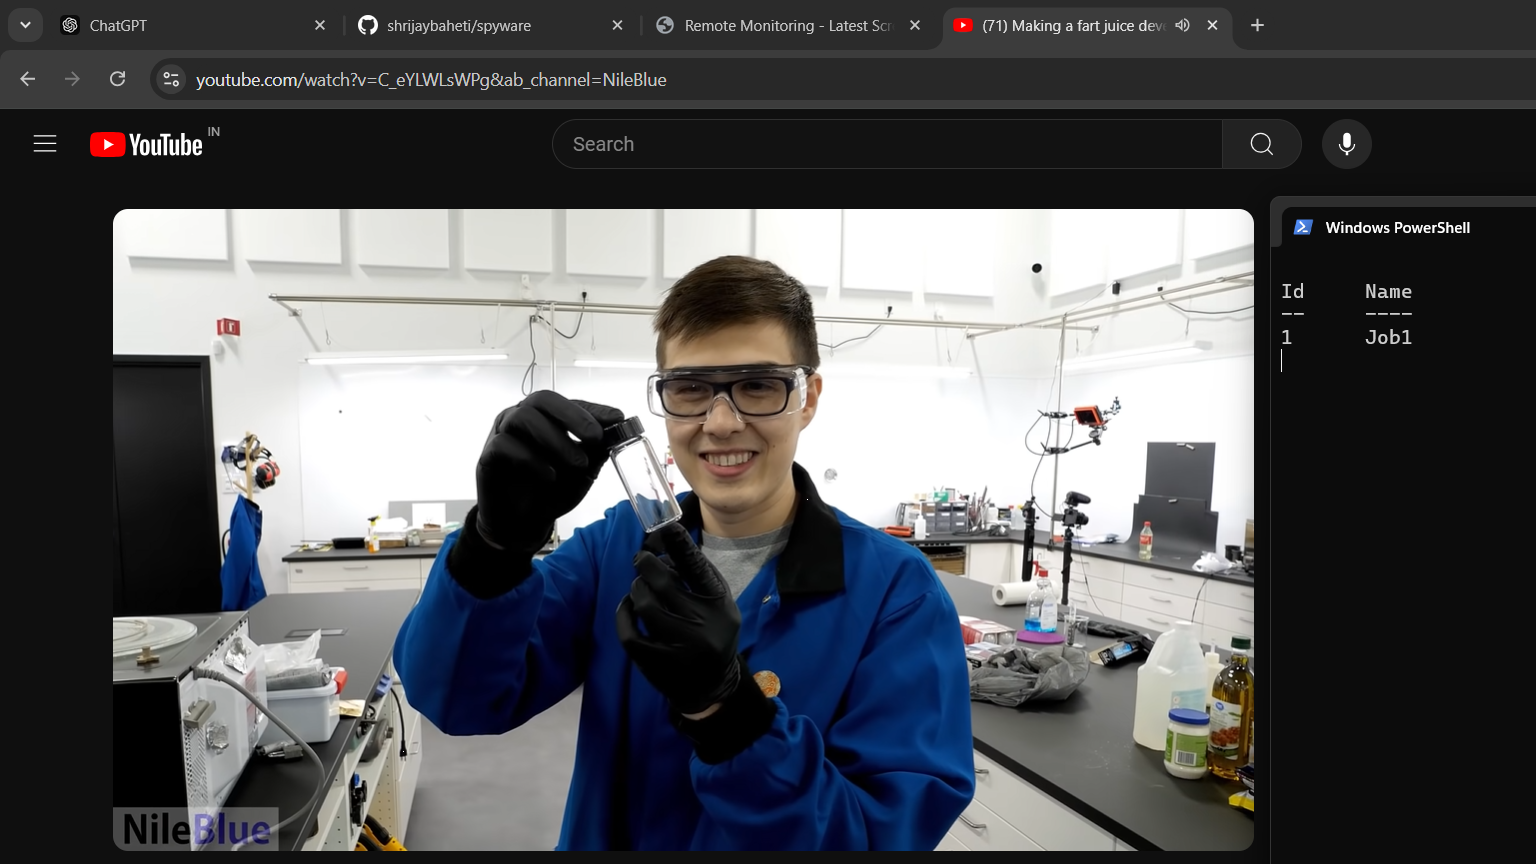 ChatGPT
shrijaybaheti/spyware
Remote Monitoring - Latest Scr
(71) Making a fart juice deve
youtube.com/watch?v=C_eYLWLsWPg&ab_channel=NileBlue
YouTube IN
Search
Windows PowerShell
Id Name
-- ----
1 Job1
NileBlue